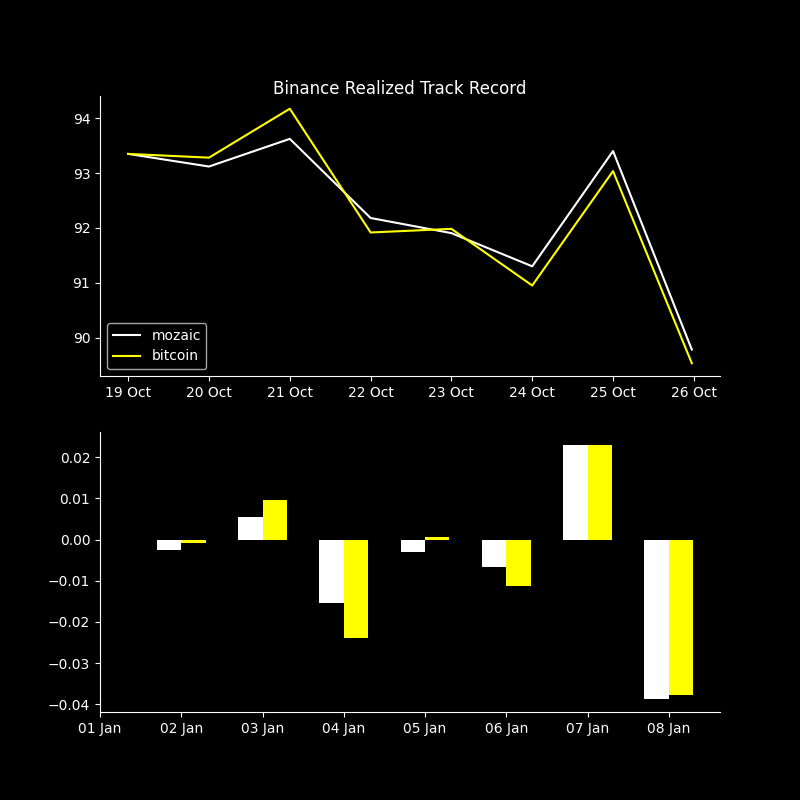 Binance Realized Track Record
94
93
92
91
90
mozaic
bitcoin
19 Oct 20 Oct 21 Oct 22 Oct 23 Oct 24 Oct 25 Oct 26 Oct
0.02
0.01
0.00
−0.01
−0.02
−0.03
−0.04
01 Jan 02 Jan 03 Jan 04 Jan 05 Jan 06 Jan 07 Jan 08 Jan